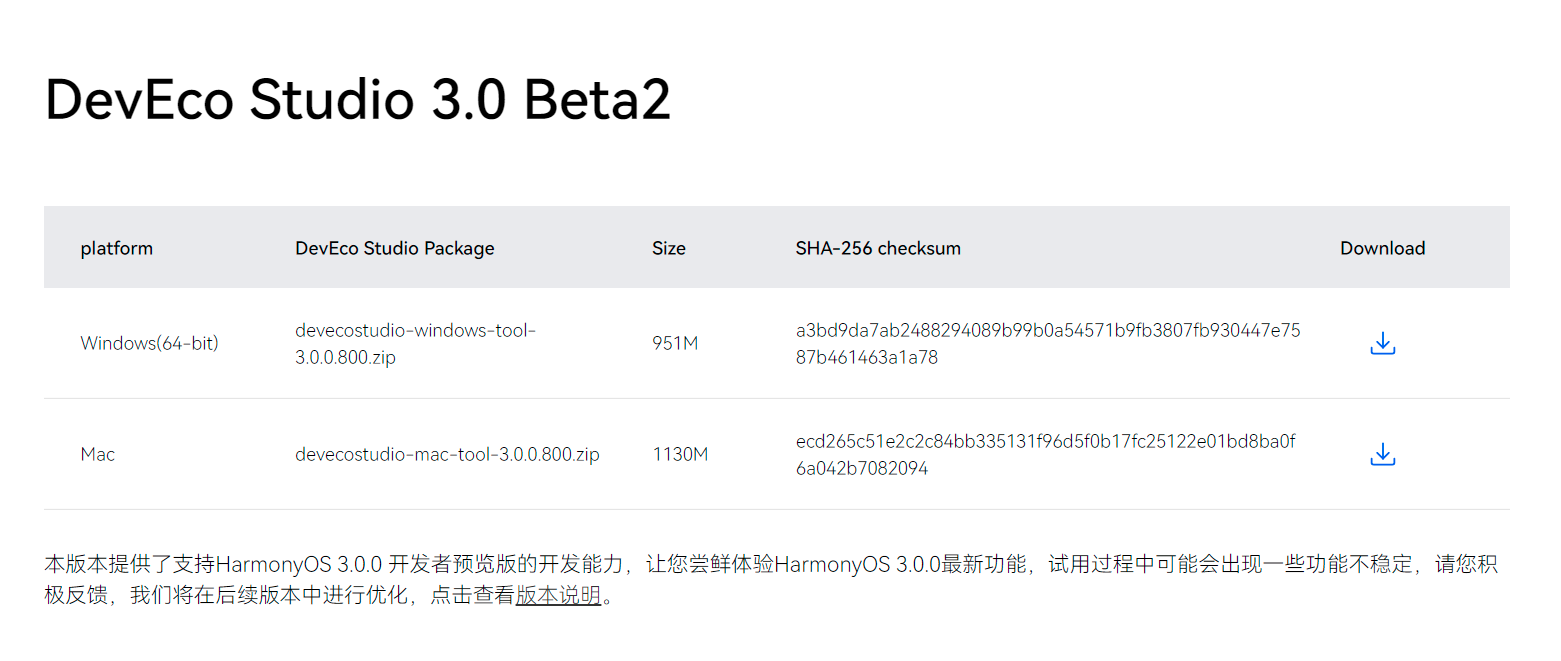 DevEco Studio 3.0 Beta2
platform DevEco Studio Package Size SHA-256 checksum Download
Windows(64-bit) devecostudio-windows-tool-3.0.0.800.zip 951M a3bd9da7ab2488294089b99b0a54571b9fb3807fb930447e7587b461463a1a78
Mac devecostudio-mac-tool-3.0.0.800.zip 1130M ecd265c51e2c2c84bb335131f96d5f0b17fc25122e01bd8ba0f6a042b7082094
本版本提供了支持HarmonyOS 3.0.0 开发者预览版的开发能力，让您尝鲜体验HarmonyOS 3.0.0最新功能，试用过程中可能会出现一些功能不稳定，请您积
极反馈，我们将在后续版本中进行优化，点击查看版本说明。